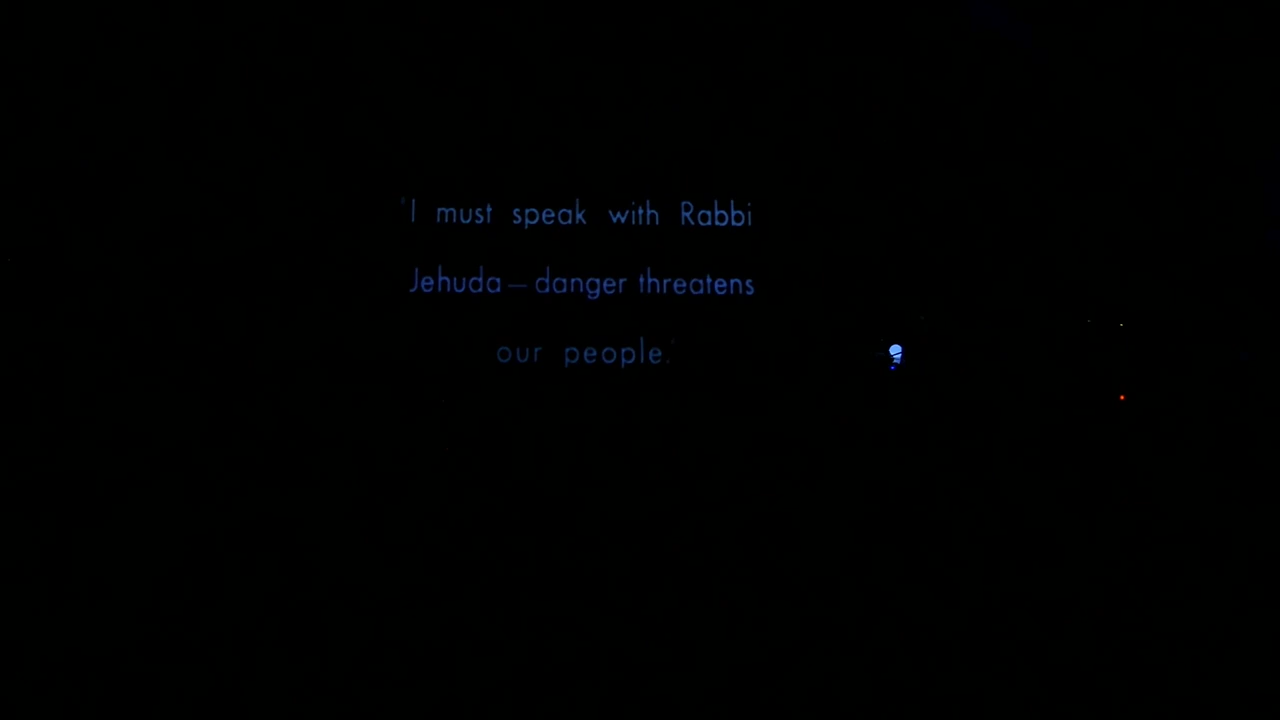 'I must speak with Rabbi
Jehuda — danger threatens
our people.'